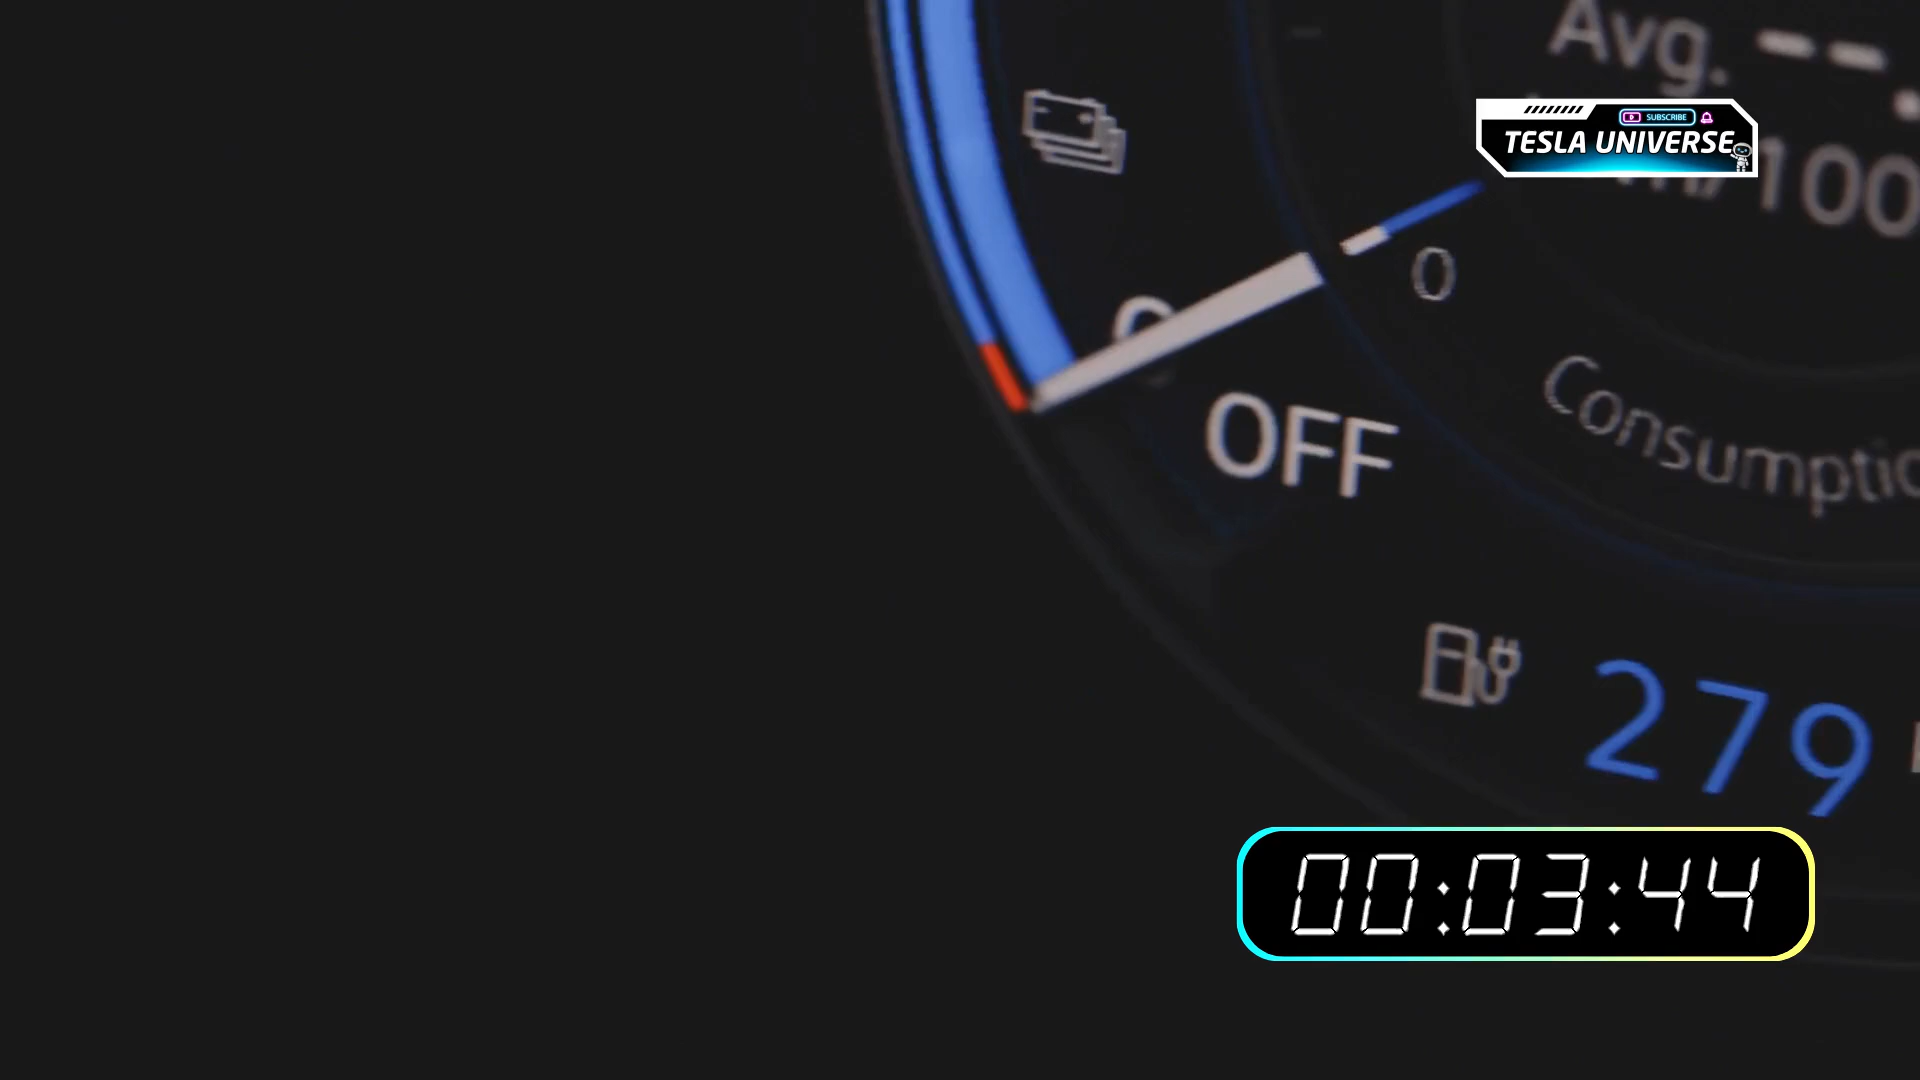 Avg. --.
SUBSCRIBE
TESLA UNIVERSE
/100
0
OFF
Consumptio
279
00:03:44